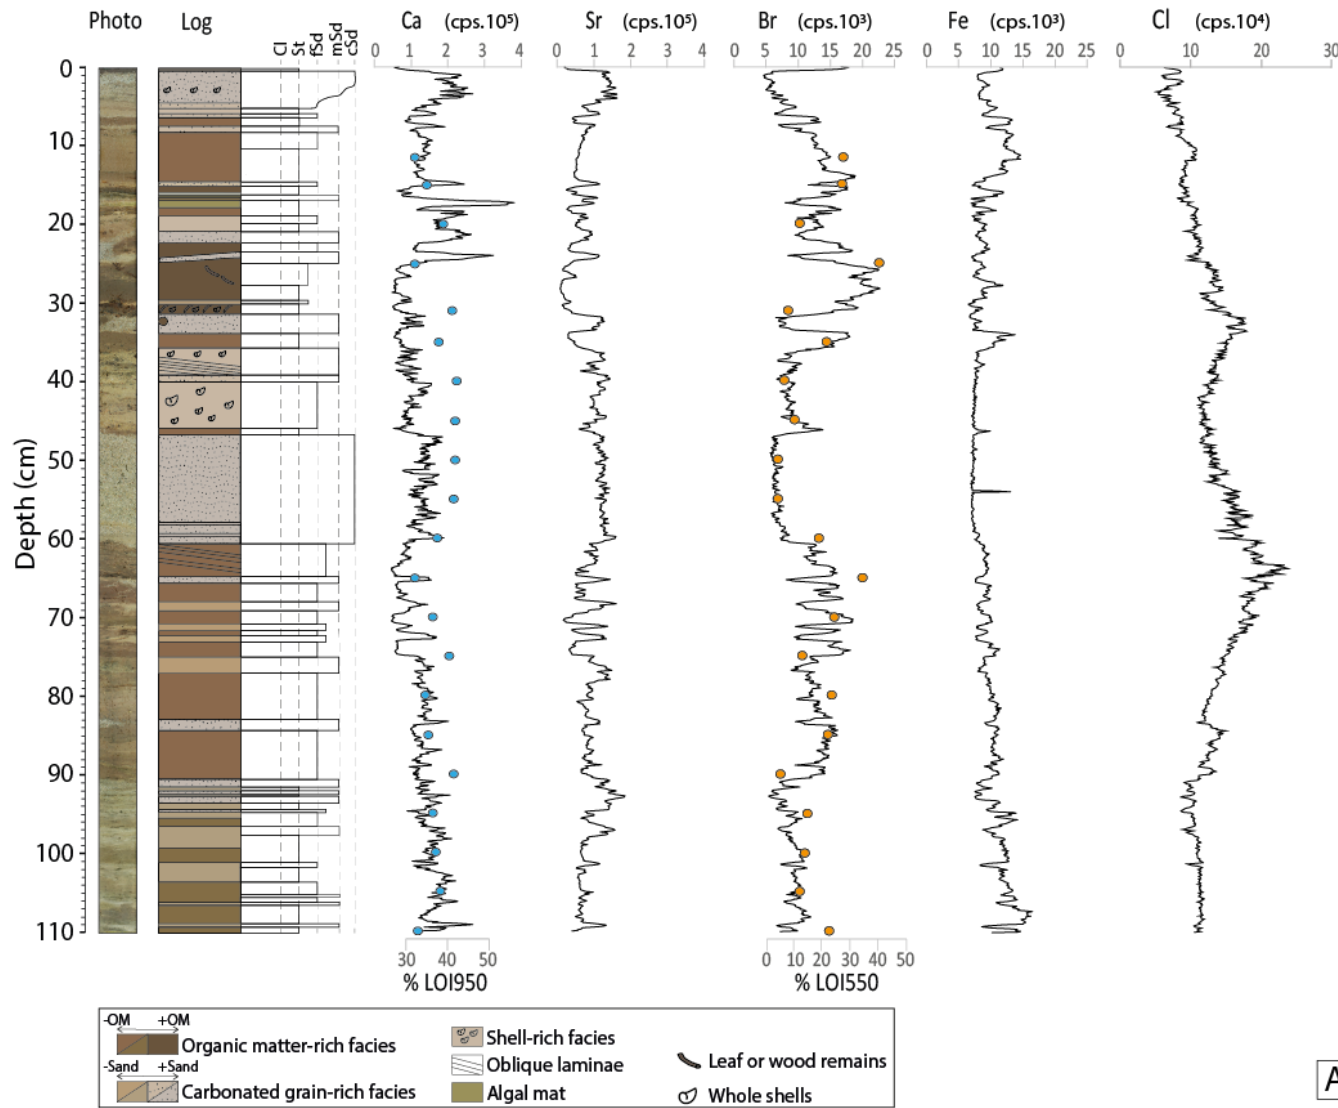 Photo Log Ca (cps.10⁵) Sr (cps.10⁵) Br (cps.10³) Fe (cps.10³) Cl (cps.10⁴)
Cl St fSd mSd cSd
0 1 2 3 4 0 1 2 3 4 0 5 10 15 20 25 0 5 10 15 20 25 0 10 20 30
Depth (cm)
0
10
20
30
40
50
60
70
80
90
100
110
30 40 50 0 10 20 30 40 50
% LOI950 % LOI550
-OM +OM
Organic matter-rich facies
-Sand +Sand
Carbonated grain-rich facies
Shell-rich facies
Oblique laminae
Algal mat
Leaf or wood remains
Whole shells
A